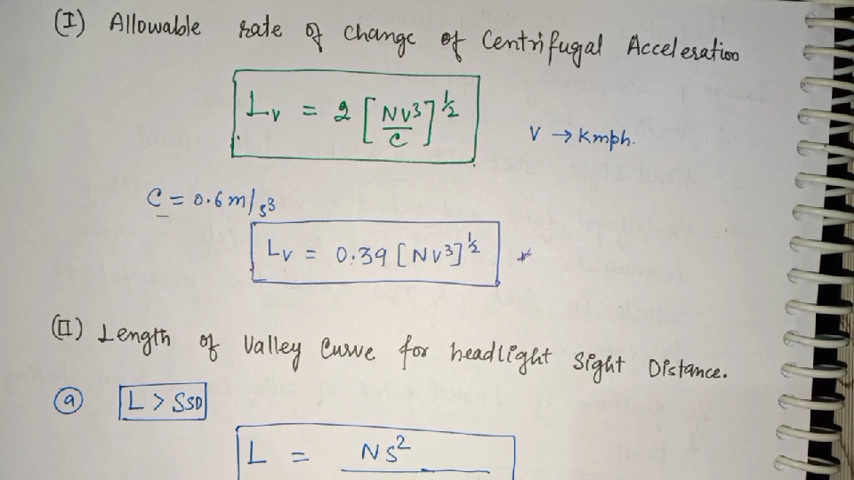 (I) Allowable rate of change of Centrifugal Acceleration
Lv = 2 [NV³/C]^½
V → Kmph.
C = 0.6 m/s³
Lv = 0.39 [NV³]^½ *
(II) Length of Valley Curve for headlight Sight Distance.
(a) L > SSD
L = NS²